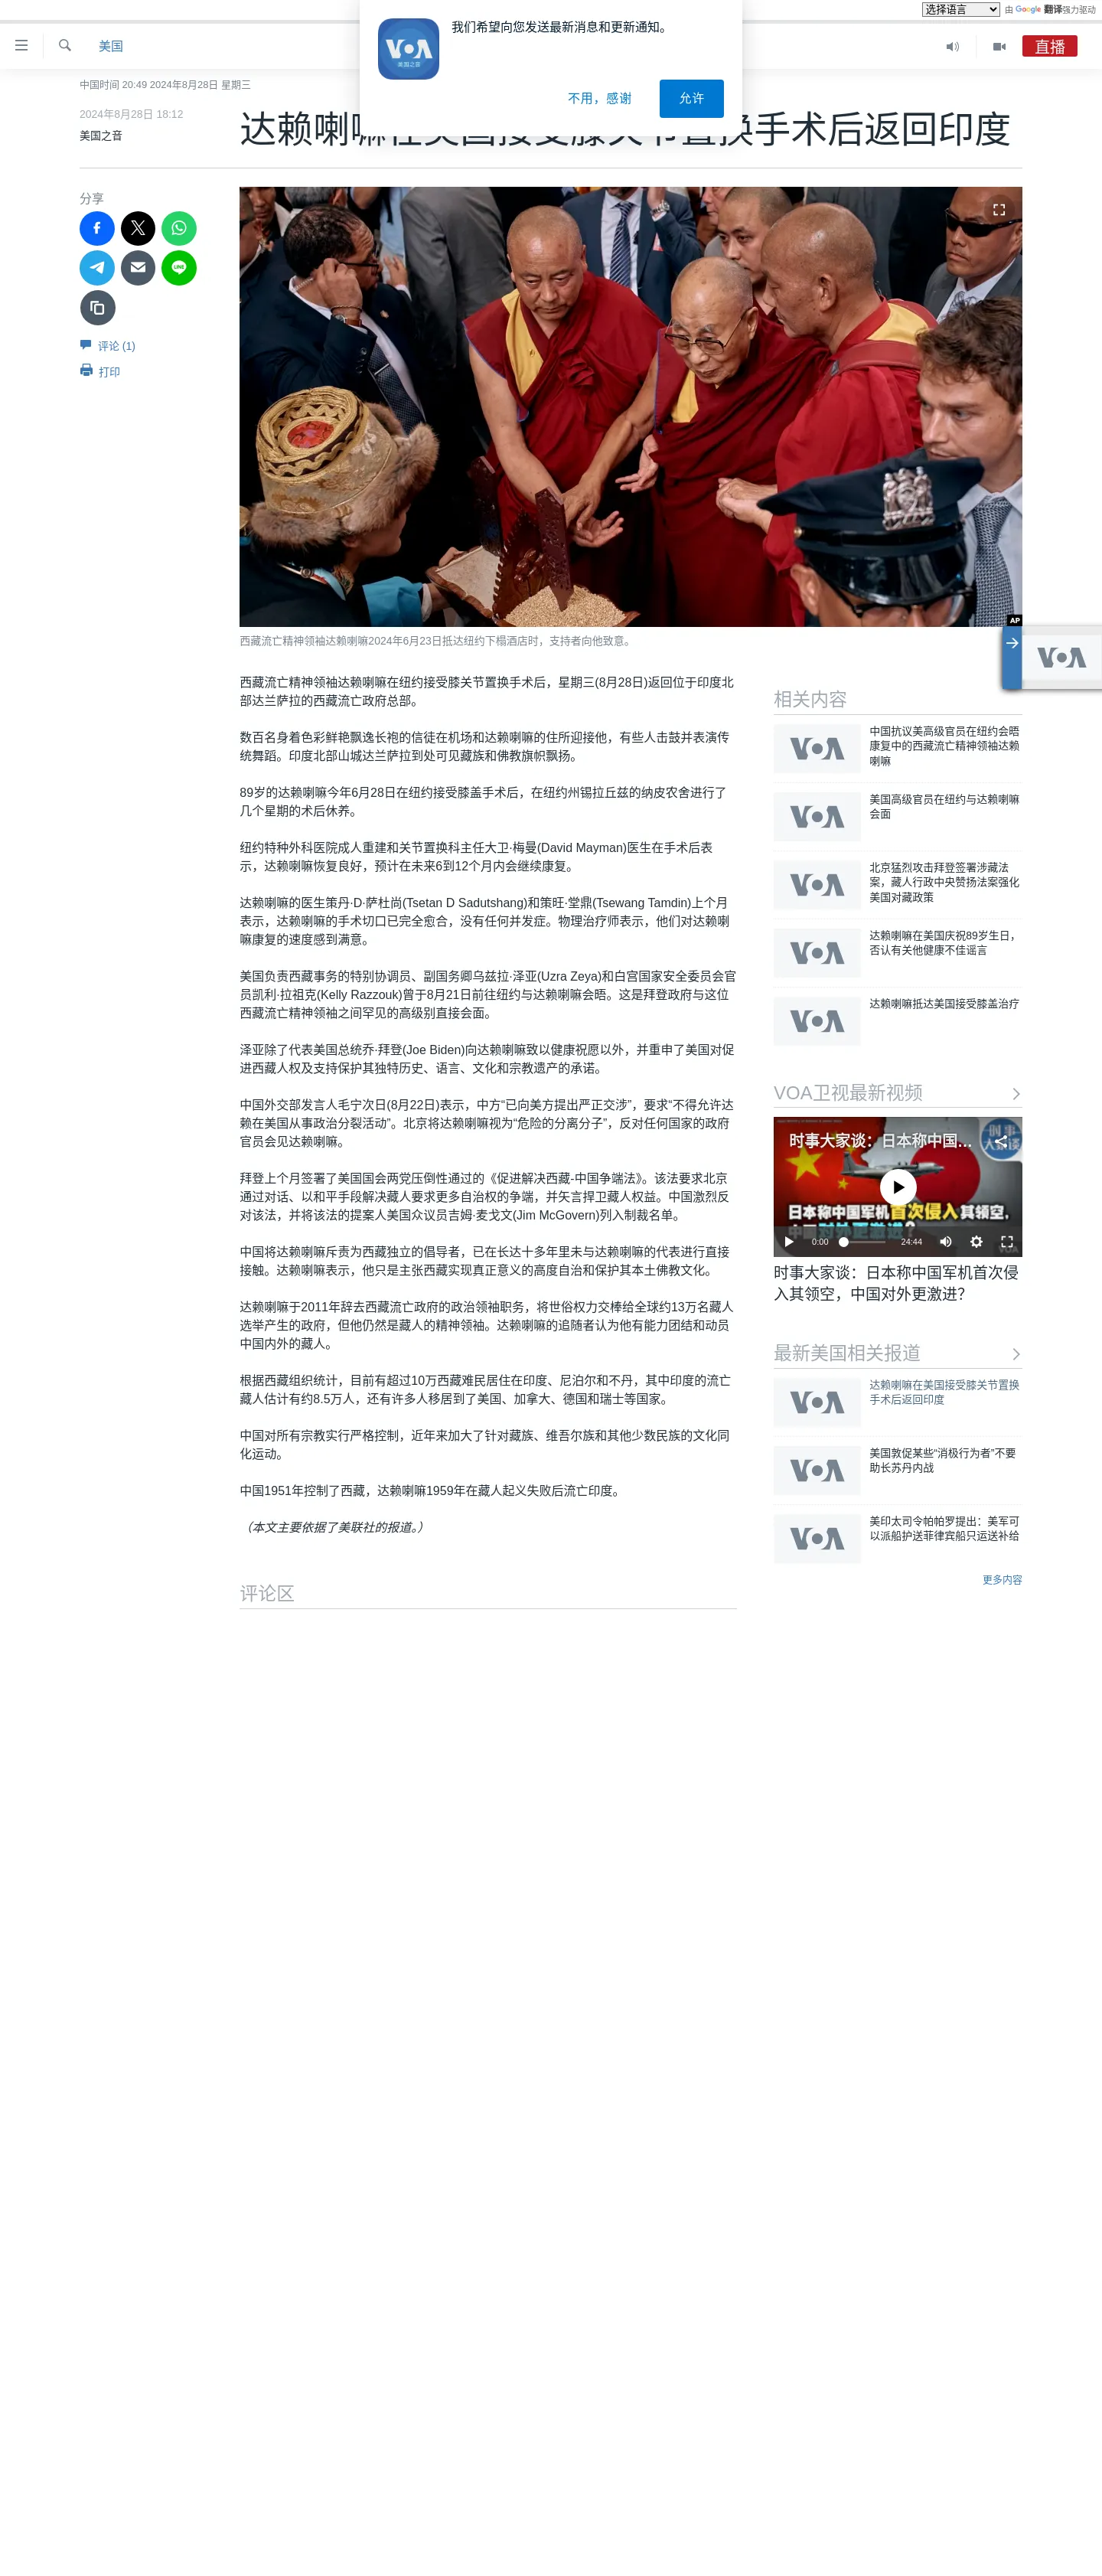 选择语言
由 Google 翻译强力驱动
我们希望向您发送最新消息和更新通知。
VOA
美国之音
不用，感谢
允许
美国
直播
中国时间 20:49 2024年8月28日 星期三
2024年8月28日 18:12
美国之音
达赖喇嘛在美国接受膝关节置换手术后返回印度
分享
评论 (1)
打印
AP
西藏流亡精神领袖达赖喇嘛2024年6月23日抵达纽约下榻酒店时，支持者向他致意。
VOA
西藏流亡精神领袖达赖喇嘛在纽约接受膝关节置换手术后，星期三(8月28日)返回位于印度北
部达兰萨拉的西藏流亡政府总部。
数百名身着色彩鲜艳飘逸长袍的信徒在机场和达赖喇嘛的住所迎接他，有些人击鼓并表演传
统舞蹈。印度北部山城达兰萨拉到处可见藏族和佛教旗帜飘扬。
89岁的达赖喇嘛今年6月28日在纽约接受膝盖手术后，在纽约州锡拉丘兹的纳皮农舍进行了
几个星期的术后休养。
纽约特种外科医院成人重建和关节置换科主任大卫·梅曼(David Mayman)医生在手术后表
示，达赖喇嘛恢复良好，预计在未来6到12个月内会继续康复。
达赖喇嘛的医生策丹·D·萨杜尚(Tsetan D Sadutshang)和策旺·堂鼎(Tsewang Tamdin)上个月
表示，达赖喇嘛的手术切口已完全愈合，没有任何并发症。物理治疗师表示，他们对达赖喇
嘛康复的速度感到满意。
美国负责西藏事务的特别协调员、副国务卿乌兹拉·泽亚(Uzra Zeya)和白宫国家安全委员会官
员凯利·拉祖克(Kelly Razzouk)曾于8月21日前往纽约与达赖喇嘛会晤。这是拜登政府与这位
西藏流亡精神领袖之间罕见的高级别直接会面。
泽亚除了代表美国总统乔·拜登(Joe Biden)向达赖喇嘛致以健康祝愿以外，并重申了美国对促
进西藏人权及支持保护其独特历史、语言、文化和宗教遗产的承诺。
中国外交部发言人毛宁次日(8月22日)表示，中方“已向美方提出严正交涉”，要求“不得允许达
赖在美国从事政治分裂活动”。北京将达赖喇嘛视为“危险的分离分子”，反对任何国家的政府
官员会见达赖喇嘛。
拜登上个月签署了美国国会两党压倒性通过的《促进解决西藏-中国争端法》。该法要求北京
通过对话、以和平手段解决藏人要求更多自治权的争端，并矢言捍卫藏人权益。中国激烈反
对该法，并将该法的提案人美国众议员吉姆·麦戈文(Jim McGovern)列入制裁名单。
中国将达赖喇嘛斥责为西藏独立的倡导者，已在长达十多年里未与达赖喇嘛的代表进行直接
接触。达赖喇嘛表示，他只是主张西藏实现真正意义的高度自治和保护其本土佛教文化。
达赖喇嘛于2011年辞去西藏流亡政府的政治领袖职务，将世俗权力交棒给全球约13万名藏人
选举产生的政府，但他仍然是藏人的精神领袖。达赖喇嘛的追随者认为他有能力团结和动员
中国内外的藏人。
根据西藏组织统计，目前有超过10万西藏难民居住在印度、尼泊尔和不丹，其中印度的流亡
藏人估计有约8.5万人，还有许多人移居到了美国、加拿大、德国和瑞士等国家。
中国对所有宗教实行严格控制，近年来加大了针对藏族、维吾尔族和其他少数民族的文化同
化运动。
中国1951年控制了西藏，达赖喇嘛1959年在藏人起义失败后流亡印度。
（本文主要依据了美联社的报道。）
评论区
相关内容
VOA
中国抗议美高级官员在纽约会晤
康复中的西藏流亡精神领袖达赖
喇嘛
VOA
美国高级官员在纽约与达赖喇嘛
会面
VOA
北京猛烈攻击拜登签署涉藏法
案，藏人行政中央赞扬法案强化
美国对藏政策
VOA
达赖喇嘛在美国庆祝89岁生日，
否认有关他健康不佳谣言
VOA
达赖喇嘛抵达美国接受膝盖治疗
VOA卫视最新视频
时事大家谈：日本称中国...
时事
大家谈
日本称中国军机首次侵入其领空，
中国对外更激进？
0:00
24:44
VOA
时事大家谈：日本称中国军机首次侵
入其领空，中国对外更激进？
最新美国相关报道
VOA
达赖喇嘛在美国接受膝关节置换
手术后返回印度
VOA
美国敦促某些“消极行为者”不要
助长苏丹内战
VOA
美印太司令帕帕罗提出：美军可
以派船护送菲律宾船只运送补给
更多内容